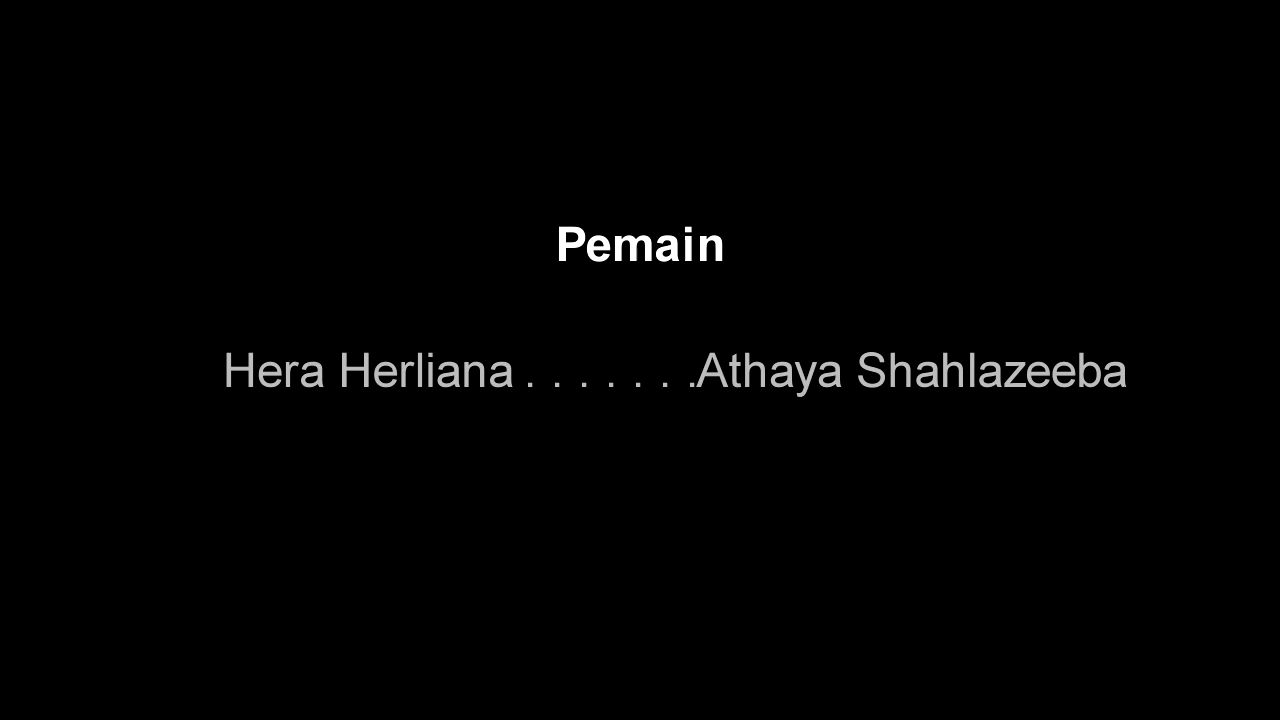 Pemain
Hera Herliana . . . . . . .Athaya Shahlazeeba